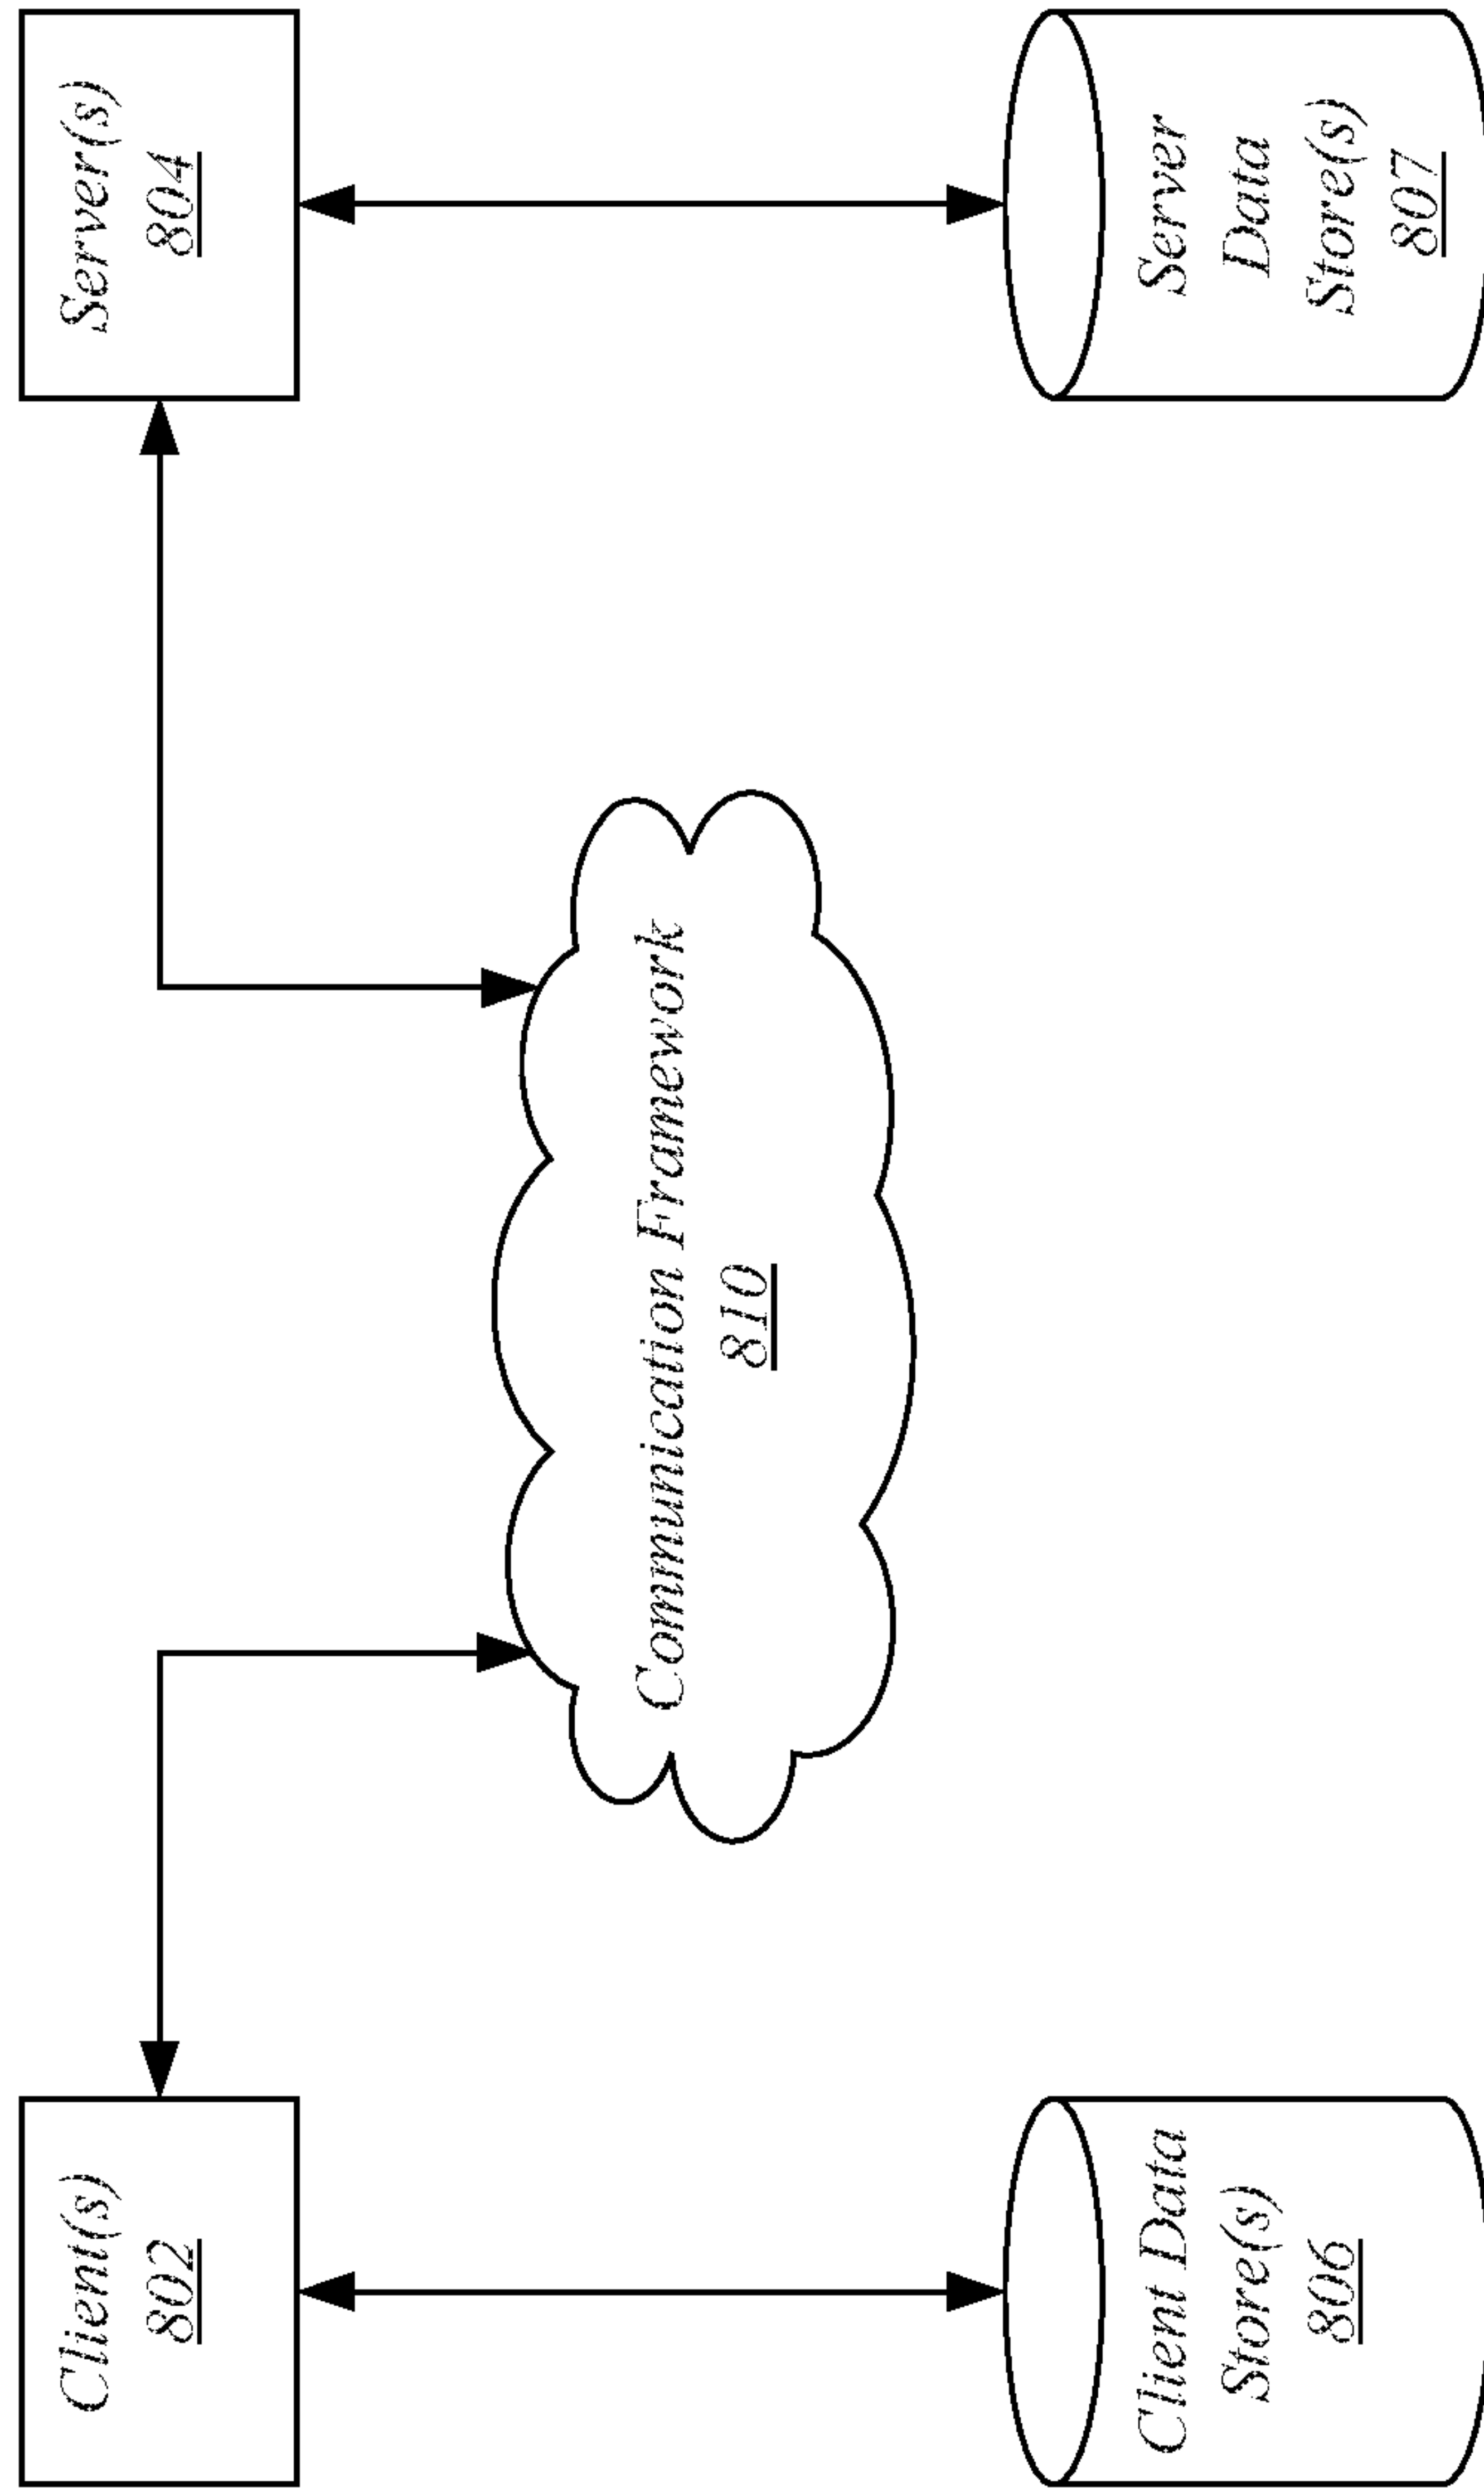 Client(s)
802
Server(s)
804
Communication Framework
810
Client Data
Store(s)
806
Server
Data
Store(s)
807